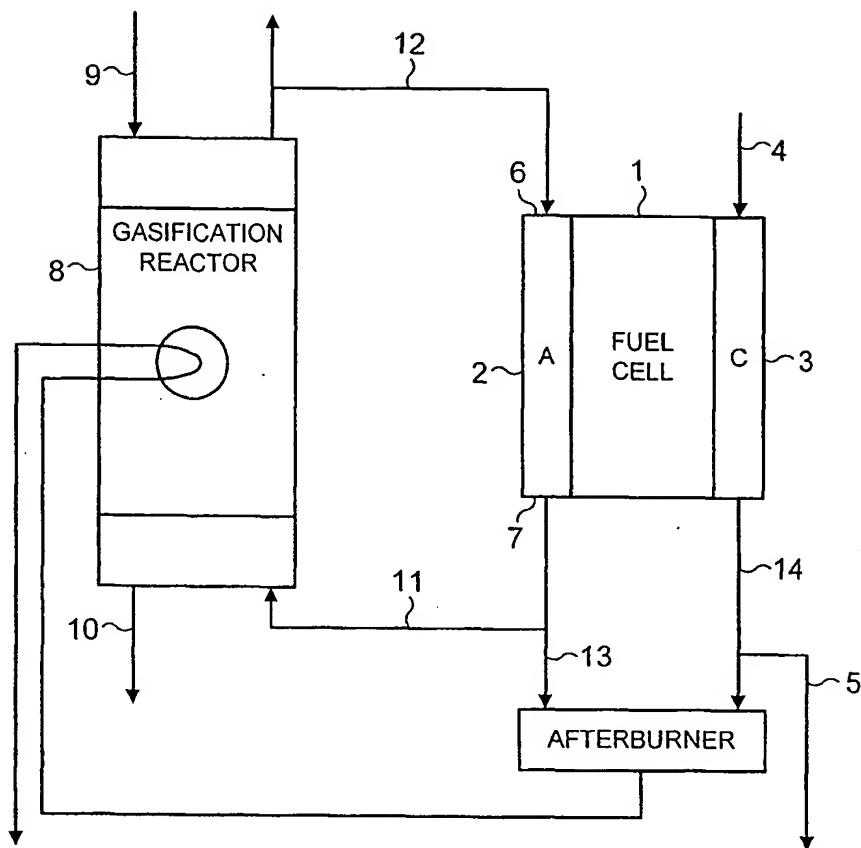 12
9
4
6
1
GASIFICATION
REACTOR
8
2
A
FUEL
CELL
C
3
7
14
11
10
13
5
AFTERBURNER